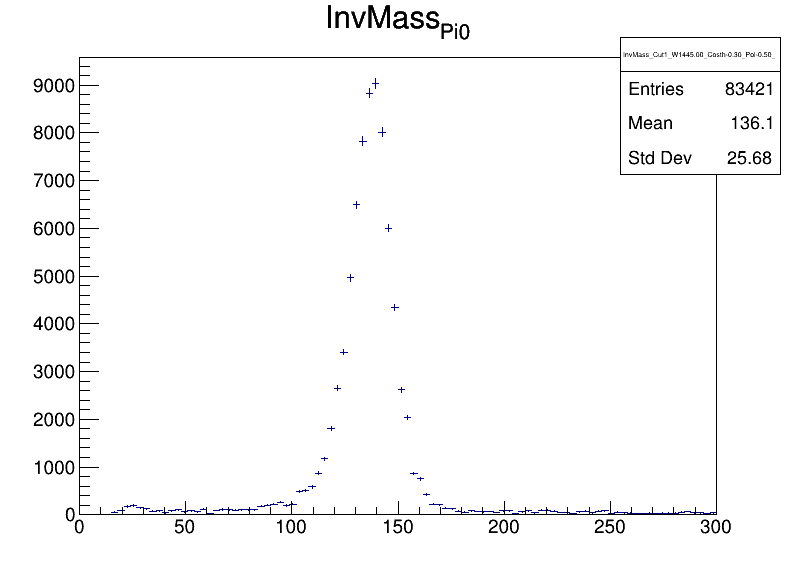 InvMass_Pi0
InvMass_Cut1_W1445.00_Costh-0.30_Pol-0.50_
Entries 83421
Mean 136.1
Std Dev 25.68
9000
8000
7000
6000
5000
4000
3000
2000
1000
0
0 50 100 150 200 250 300